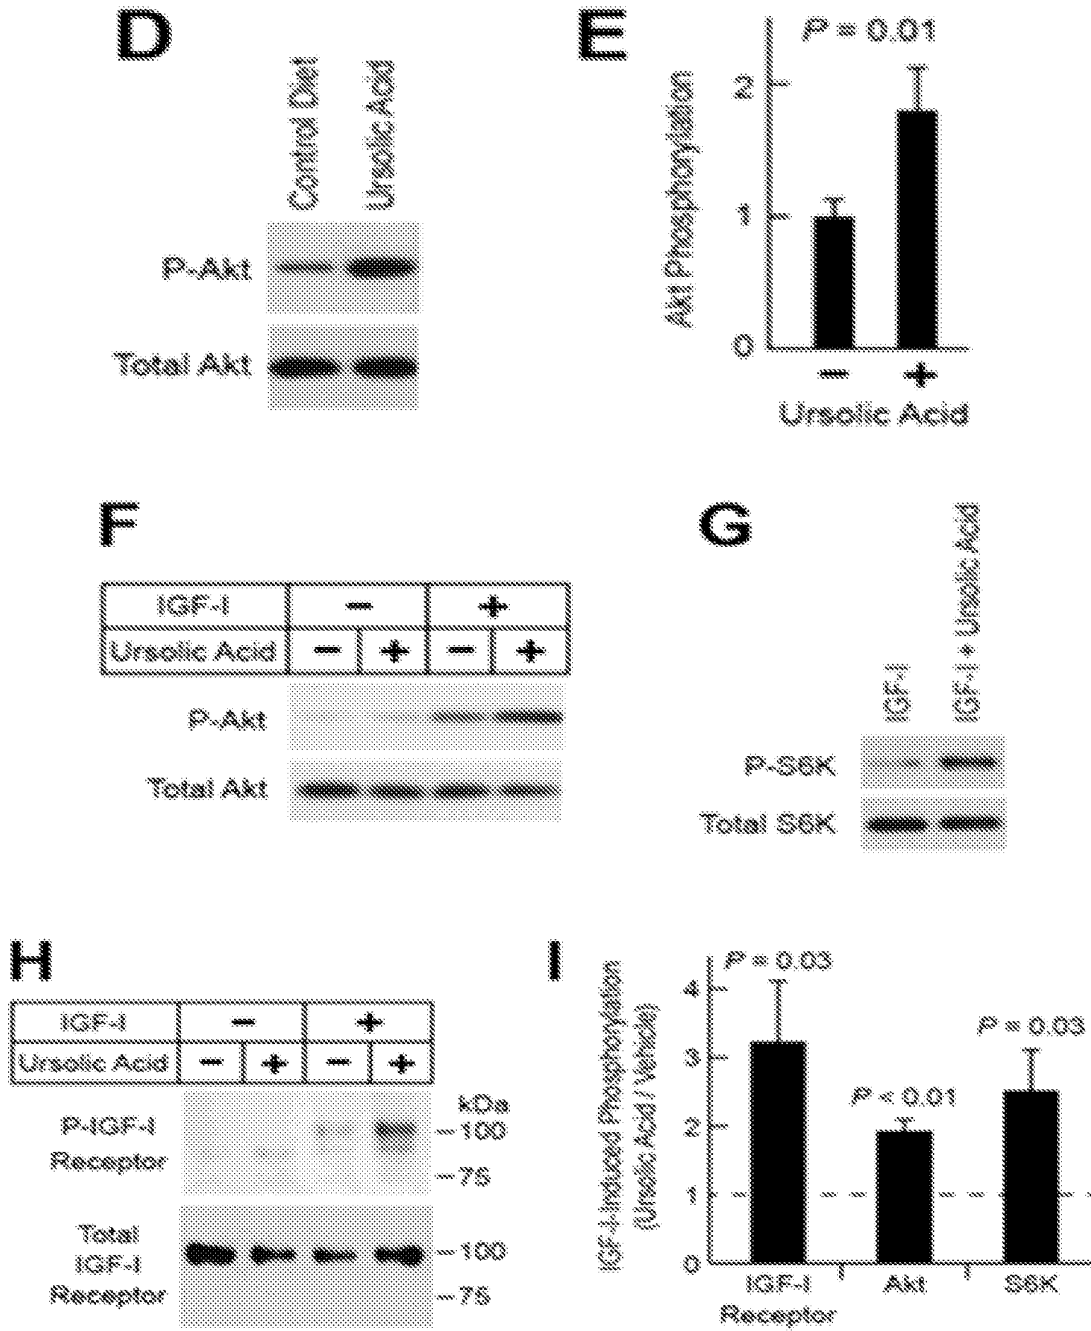 D
Control Diet
Ursolic Acid
P-Akt
Total Akt
E
P = 0.01
Akt Phosphorylation
2
1
0
− +
Ursolic Acid
F
IGF-I − +
Ursolic Acid − + − +
P-Akt
Total Akt
G
IGF-I
IGF-I + Ursolic Acid
P-S6K
Total S6K
H
IGF-I − +
Ursolic Acid − + − +
P-IGF-I
Receptor
kDa
100
75
Total
IGF-I
Receptor
100
75
I
IGF-I-Induced Phosphorylation
(Ursolic Acid / Vehicle)
4
3
2
1
0
P = 0.03
P < 0.01
P = 0.03
IGF-I
Receptor
Akt
S6K